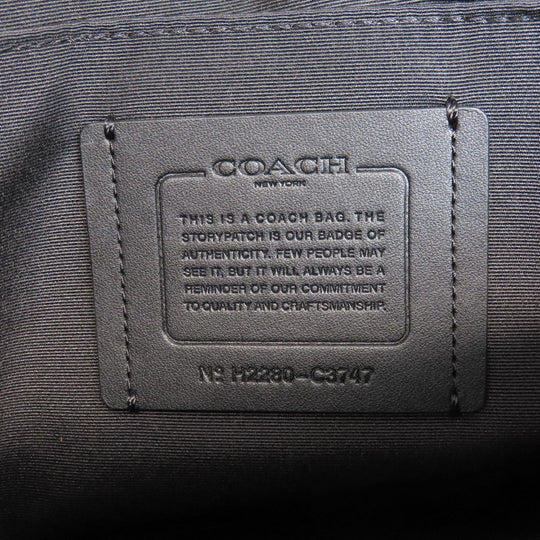 COACH
NEW YORK
THIS IS A COACH BAG. THE
STORYPATCH IS OUR BADGE OF
AUTHENTICITY. FEW PEOPLE MAY
SEE IT, BUT IT WILL ALWAYS BE A
REMINDER OF OUR COMMITMENT
TO QUALITY AND CRAFTSMANSHIP.
Nº H2280-C3747